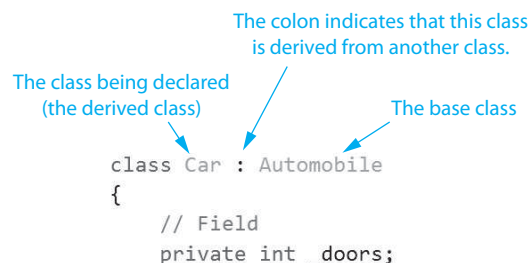 The colon indicates that this class
is derived from another class.
The class being declared
(the derived class)
The base class
class Car : Automobile
{
// Field
private int _doors;